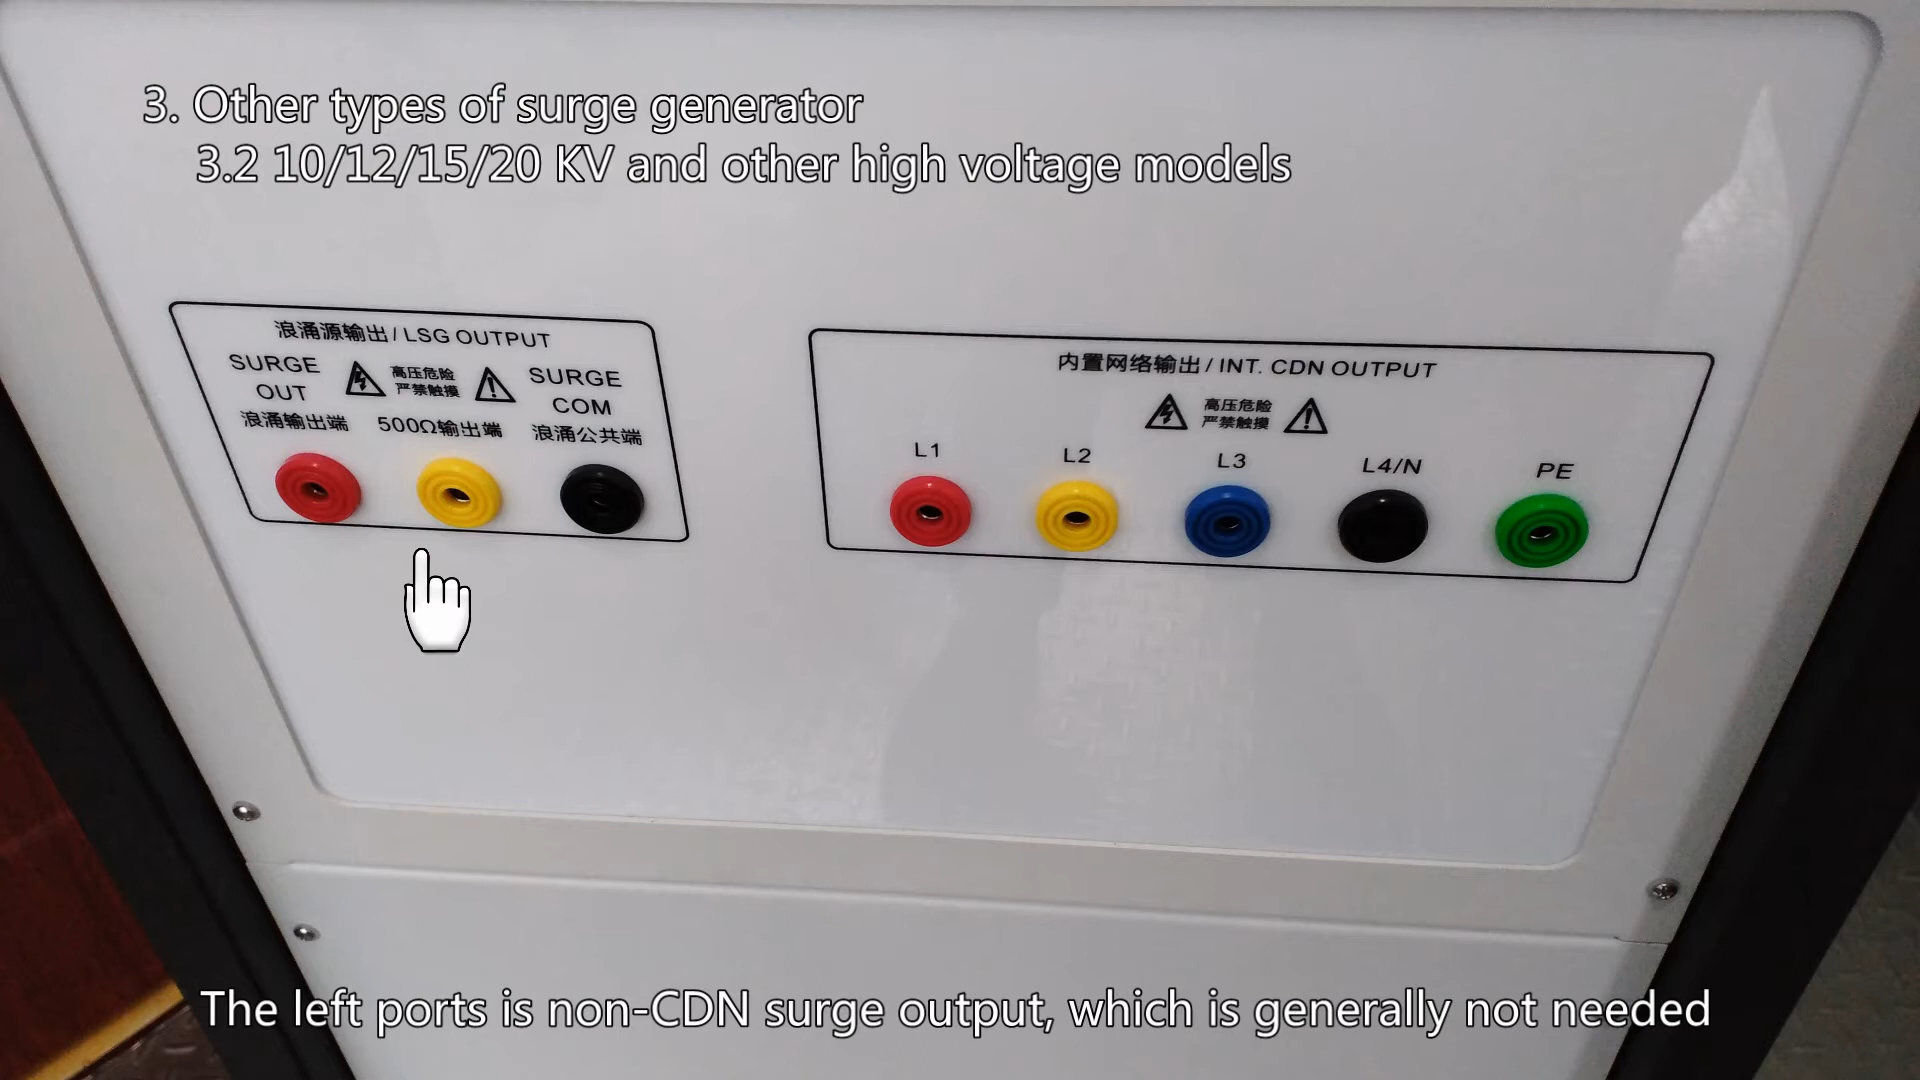 3. Other types of surge generator
3.2 10/12/15/20 KV and other high voltage models
浪涌源输出 / LSG OUTPUT
SURGE
OUT
浪涌输出端
高压危险
严禁触摸
500Ω输出端
SURGE
COM
浪涌公共端
内置网络输出 / INT. CDN OUTPUT
高压危险
严禁触摸
L1
L2
L3
L4/N
PE
The left ports is non-CDN surge output, which is generally not needed